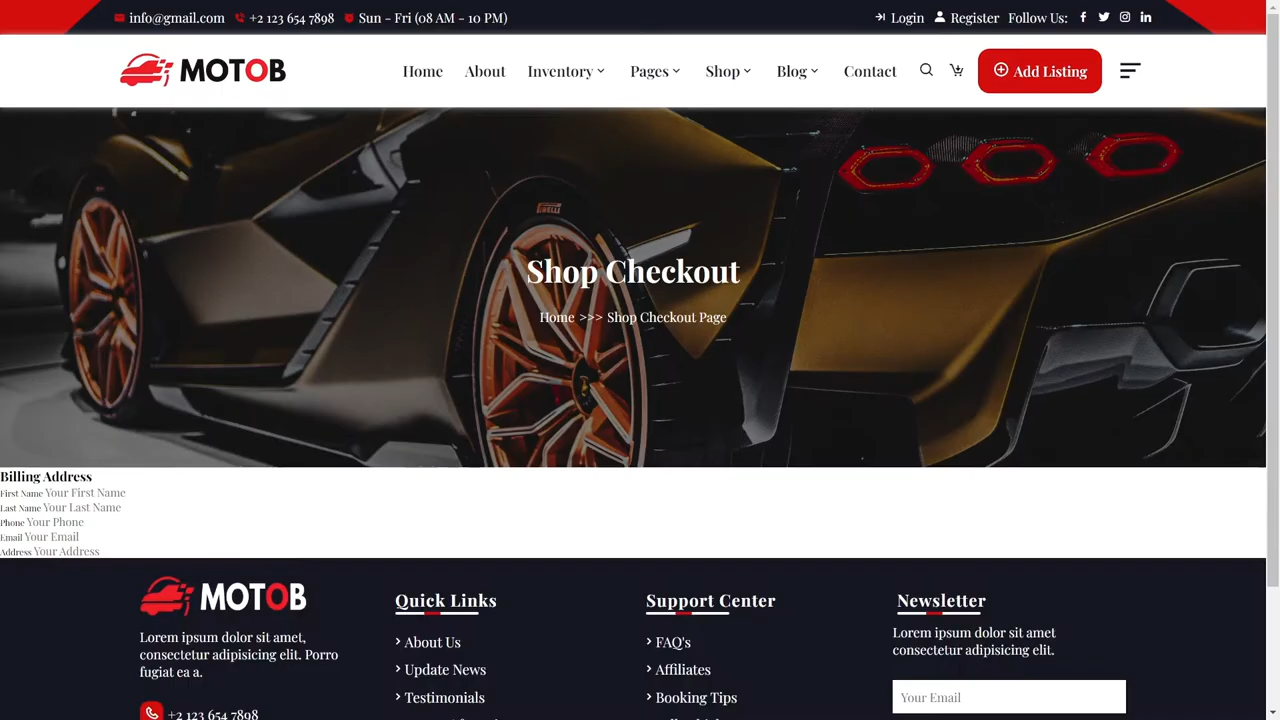 info@gmail.com +2 123 654 7898 Sun - Fri (08 AM - 10 PM) Login Register Follow Us:
MOTOB Home About Inventory Pages Shop Blog Contact Add Listing
PIRELLI
Shop Checkout
Home >>> Shop Checkout Page
Billing Address
First Name Your First Name
Last Name Your Last Name
Phone Your Phone
Email Your Email
Address Your Address
MOTOB
Lorem ipsum dolor sit amet,
consectetur adipisicing elit. Porro
fugiat ea a.
+2 123 654 7898
Quick Links
About Us
Update News
Testimonials
Support Center
FAQ's
Affiliates
Booking Tips
Newsletter
Lorem ipsum dolor sit amet
consectetur adipisicing elit.
Your Email